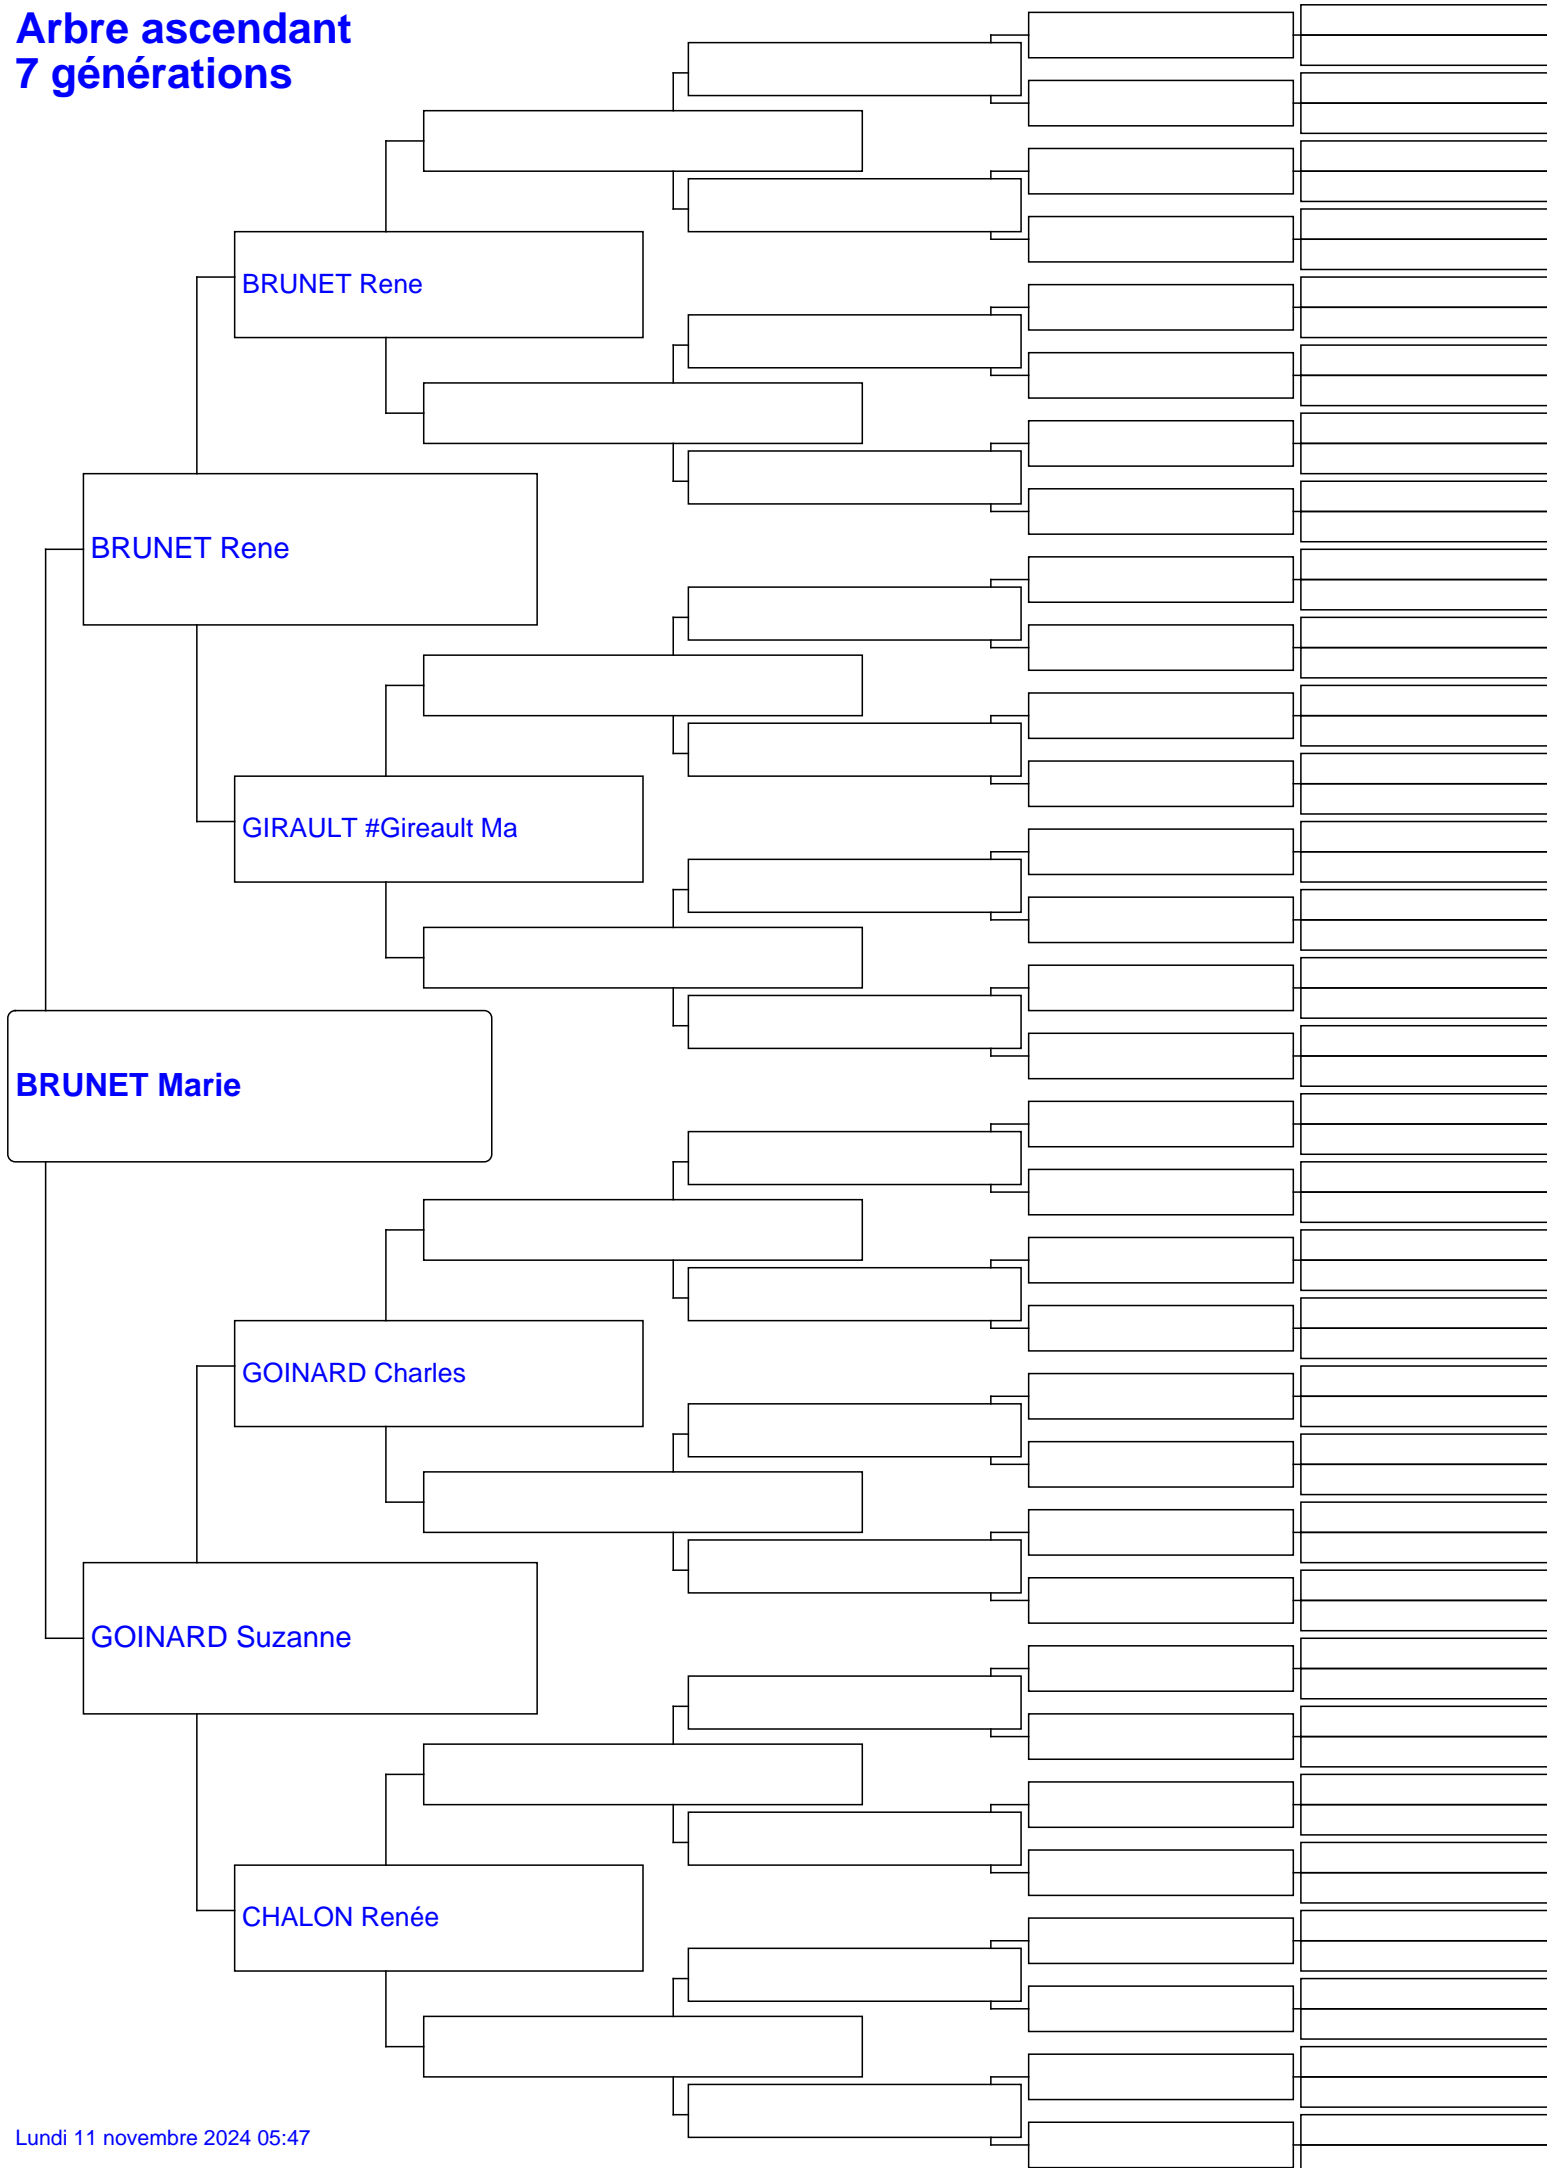 Arbre ascendant
7 générations
BRUNET Rene
BRUNET Rene
GIRAULT #Gireault Ma
BRUNET Marie
GOINARD Charles
GOINARD Suzanne
CHALON Renée
Lundi 11 novembre 2024 05:47